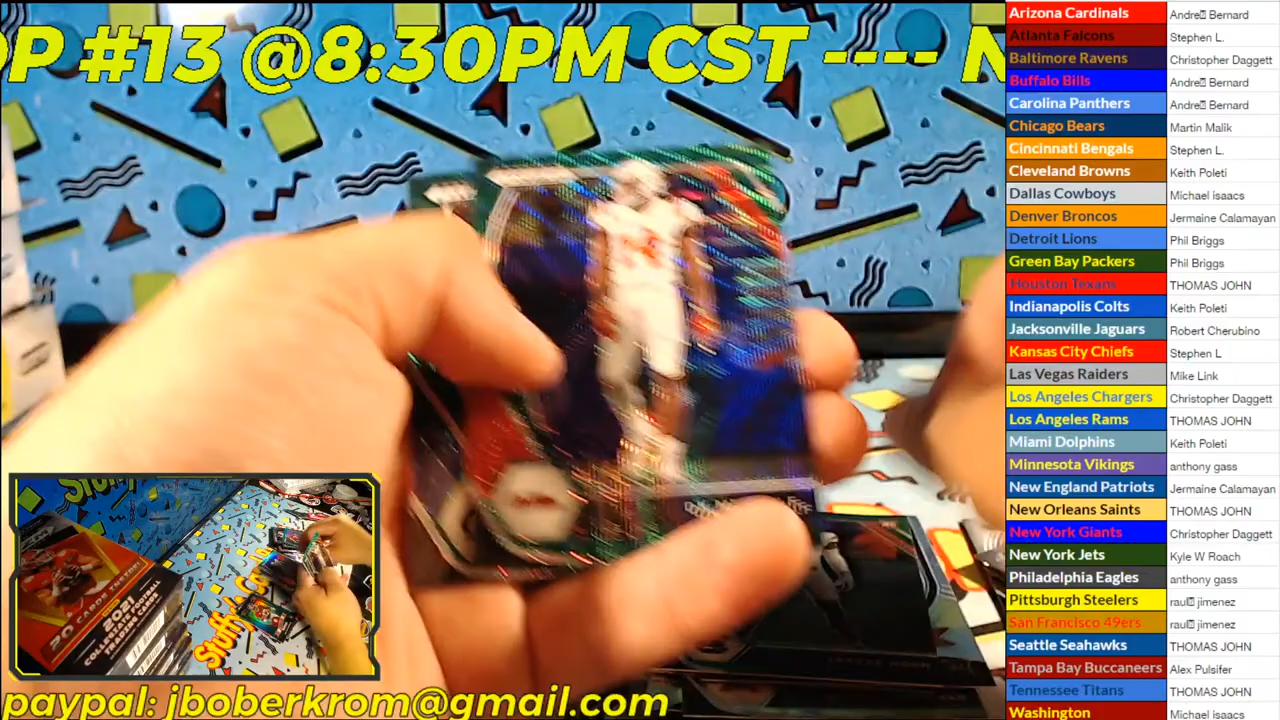 OP #13 @8:30PM CST ---- N
Arizona Cardinals Andre Bernard
Atlanta Falcons Stephen L.
Baltimore Ravens Christopher Daggett
Buffalo Bills Andre Bernard
Carolina Panthers Andre Bernard
Chicago Bears Martin Malik
Cincinnati Bengals Stephen L.
Cleveland Browns Keith Poleti
Dallas Cowboys Michael isaacs
Denver Broncos Jermaine Calamayan
Detroit Lions Phil Briggs
Green Bay Packers Phil Briggs
Houston Texans THOMAS JOHN
Indianapolis Colts Keith Poleti
Jacksonville Jaguars Robert Cherubino
Kansas City Chiefs Stephen L
Las Vegas Raiders Mike Link
Los Angeles Chargers Christopher Daggett
Los Angeles Rams THOMAS JOHN
Miami Dolphins Keith Poleti
Minnesota Vikings anthony gass
New England Patriots Jermaine Calamayan
New Orleans Saints THOMAS JOHN
New York Giants Christopher Daggett
New York Jets Kyle W Roach
Philadelphia Eagles anthony gass
Pittsburgh Steelers raul jimenez
San Francisco 49ers raul jimenez
Seattle Seahawks THOMAS JOHN
Tampa Bay Buccaneers Alex Pulsifer
Tennessee Titans THOMAS JOHN
Washington Michael isaacs
20 CARDS
2021
COLLECTIBLE FOOTBALL
TRADING CARDS
paypal: jboberkrom@gmail.com